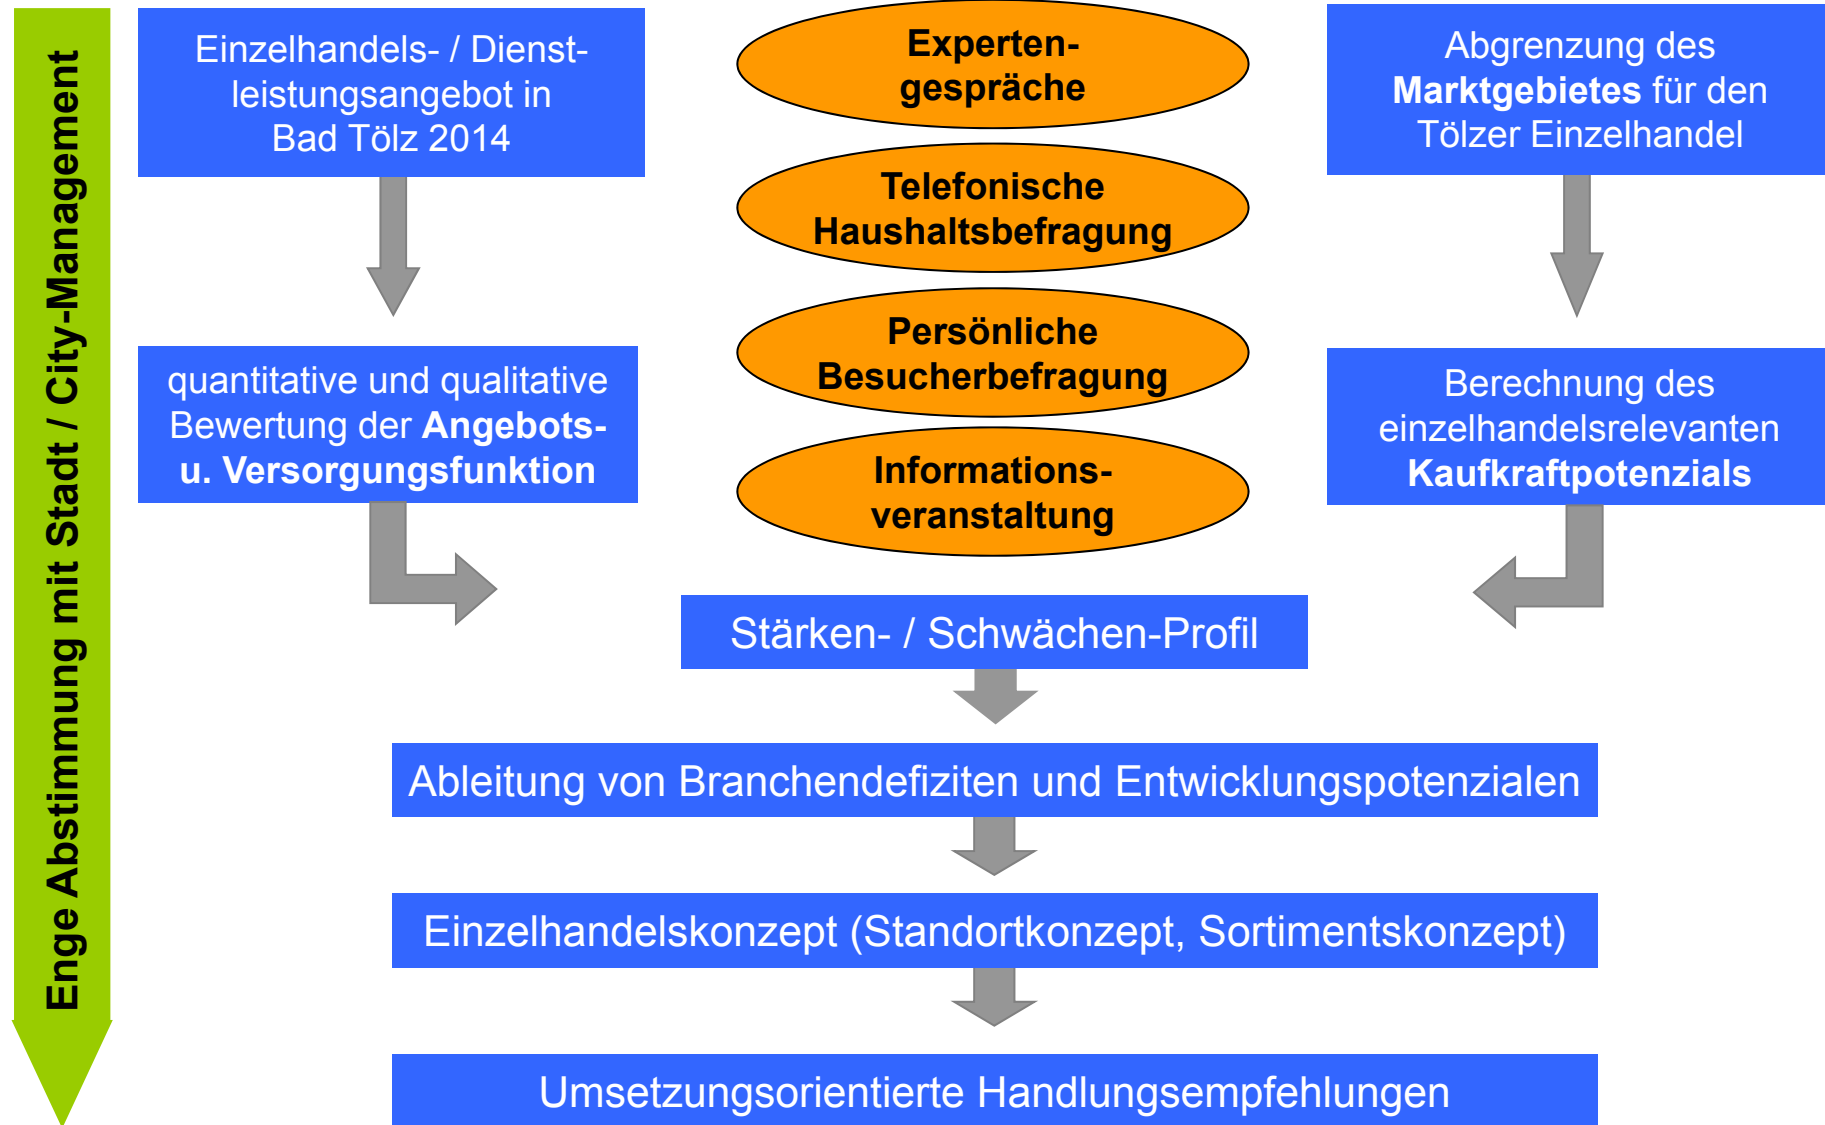 Enge Abstimmung mit Stadt / City-Management
Einzelhandels- / Dienst-
leistungsangebot in
Bad Tölz 2014
quantitative und qualitative
Bewertung der Angebots-
u. Versorgungsfunktion
Experten-
gespräche
Telefonische
Haushaltsbefragung
Persönliche
Besucherbefragung
Informations-
veranstaltung
Abgrenzung des
Marktgebietes für den
Tölzer Einzelhandel
Berechnung des
einzelhandelsrelevanten
Kaufkraftpotenzials
Stärken- / Schwächen-Profil
Ableitung von Branchendefiziten und Entwicklungspotenzialen
Einzelhandelskonzept (Standortkonzept, Sortimentskonzept)
Umsetzungsorientierte Handlungsempfehlungen